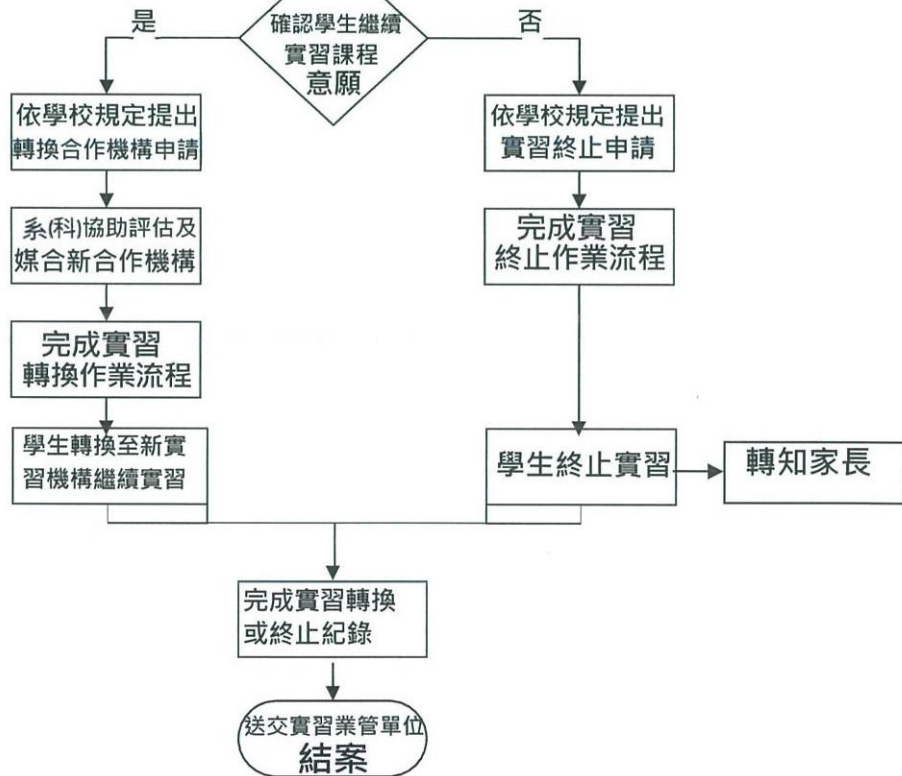 是
確認學生繼續
實習課程
意願
否
依學校規定提出
轉換合作機構申請
依學校規定提出
實習終止申請
系(科)協助評估及
媒合新合作機構
完成實習
終止作業流程
完成實習
轉換作業流程
學生轉換至新實
習機構繼續實習
學生終止實習
轉知家長
完成實習轉換
或終止紀錄
送交實習業管單位
結案